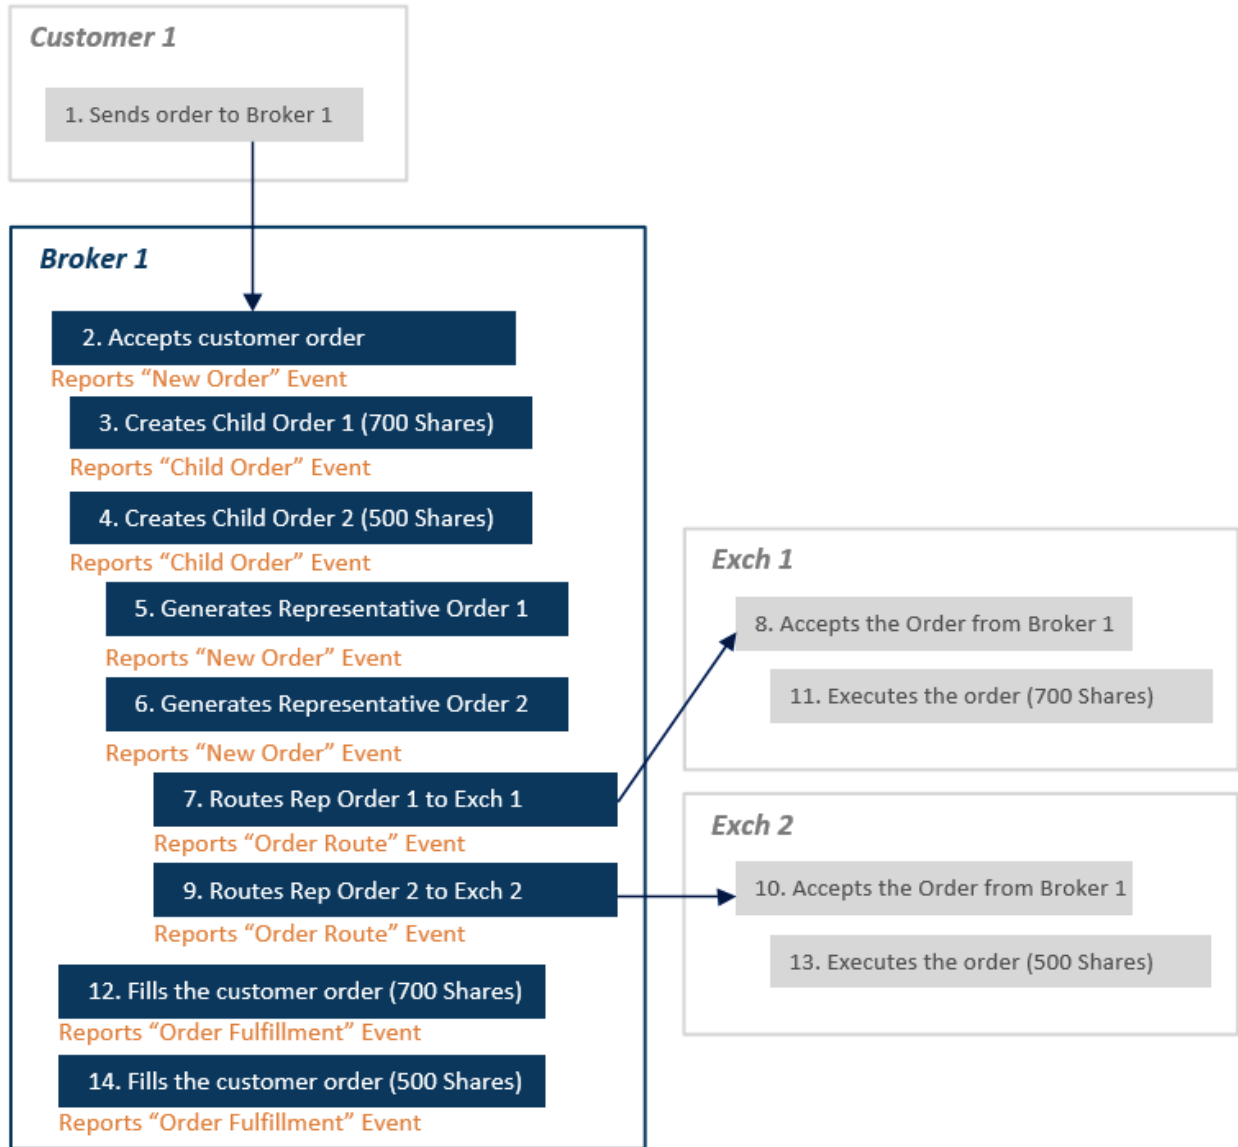 Customer 1
1. Sends order to Broker 1
Broker 1
2. Accepts customer order
Reports “New Order” Event
3. Creates Child Order 1 (700 Shares)
Reports “Child Order” Event
4. Creates Child Order 2 (500 Shares)
Reports “Child Order” Event
5. Generates Representative Order 1
Reports “New Order” Event
6. Generates Representative Order 2
Reports “New Order” Event
7. Routes Rep Order 1 to Exch 1
Reports “Order Route” Event
9. Routes Rep Order 2 to Exch 2
Reports “Order Route” Event
12. Fills the customer order (700 Shares)
Reports “Order Fulfillment” Event
14. Fills the customer order (500 Shares)
Reports “Order Fulfillment” Event
Exch 1
8. Accepts the Order from Broker 1
11. Executes the order (700 Shares)
Exch 2
10. Accepts the Order from Broker 1
13. Executes the order (500 Shares)